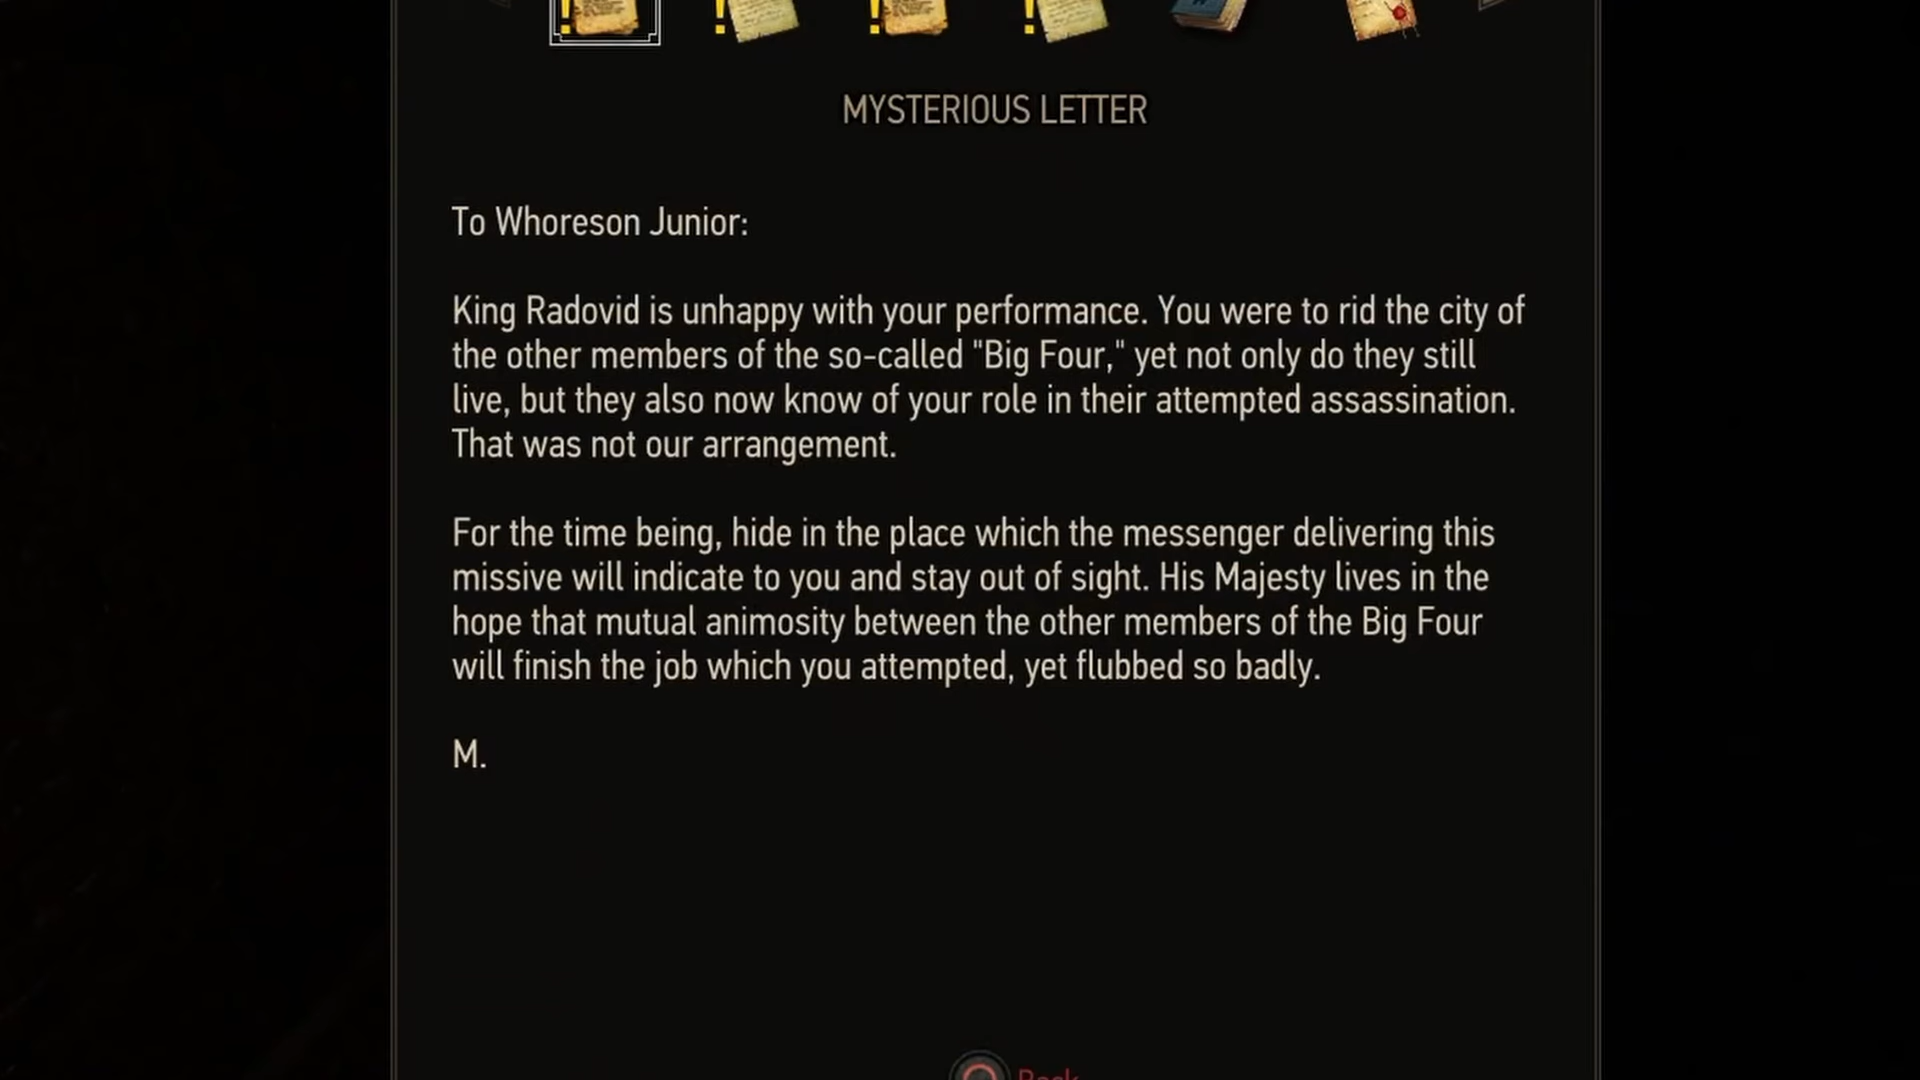 MYSTERIOUS LETTER
To Whoreson Junior:
King Radovid is unhappy with your performance. You were to rid the city of
the other members of the so-called "Big Four," yet not only do they still
live, but they also now know of your role in their attempted assassination.
That was not our arrangement.
For the time being, hide in the place which the messenger delivering this
missive will indicate to you and stay out of sight. His Majesty lives in the
hope that mutual animosity between the other members of the Big Four
will finish the job which you attempted, yet flubbed so badly.
M.
Back